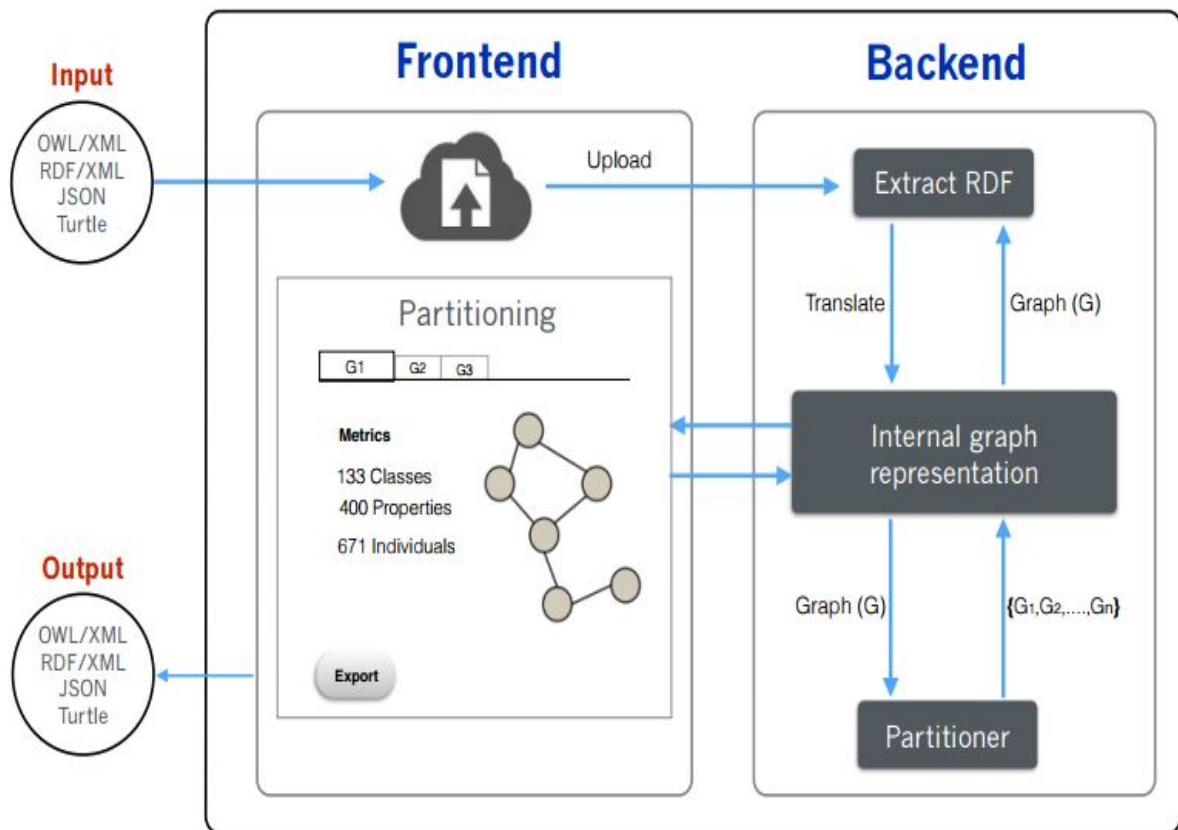 Frontend
Backend
Input
OWL/XML
RDF/XML
JSON
Turtle
Upload
Extract RDF
Translate
Graph (G)
Partitioning
G1
G2
G3
Metrics
133 Classes
400 Properties
671 Individuals
Export
Internal graph
representation
Graph (G)
{G1,G2,....,Gn}
Partitioner
Output
OWL/XML
RDF/XML
JSON
Turtle